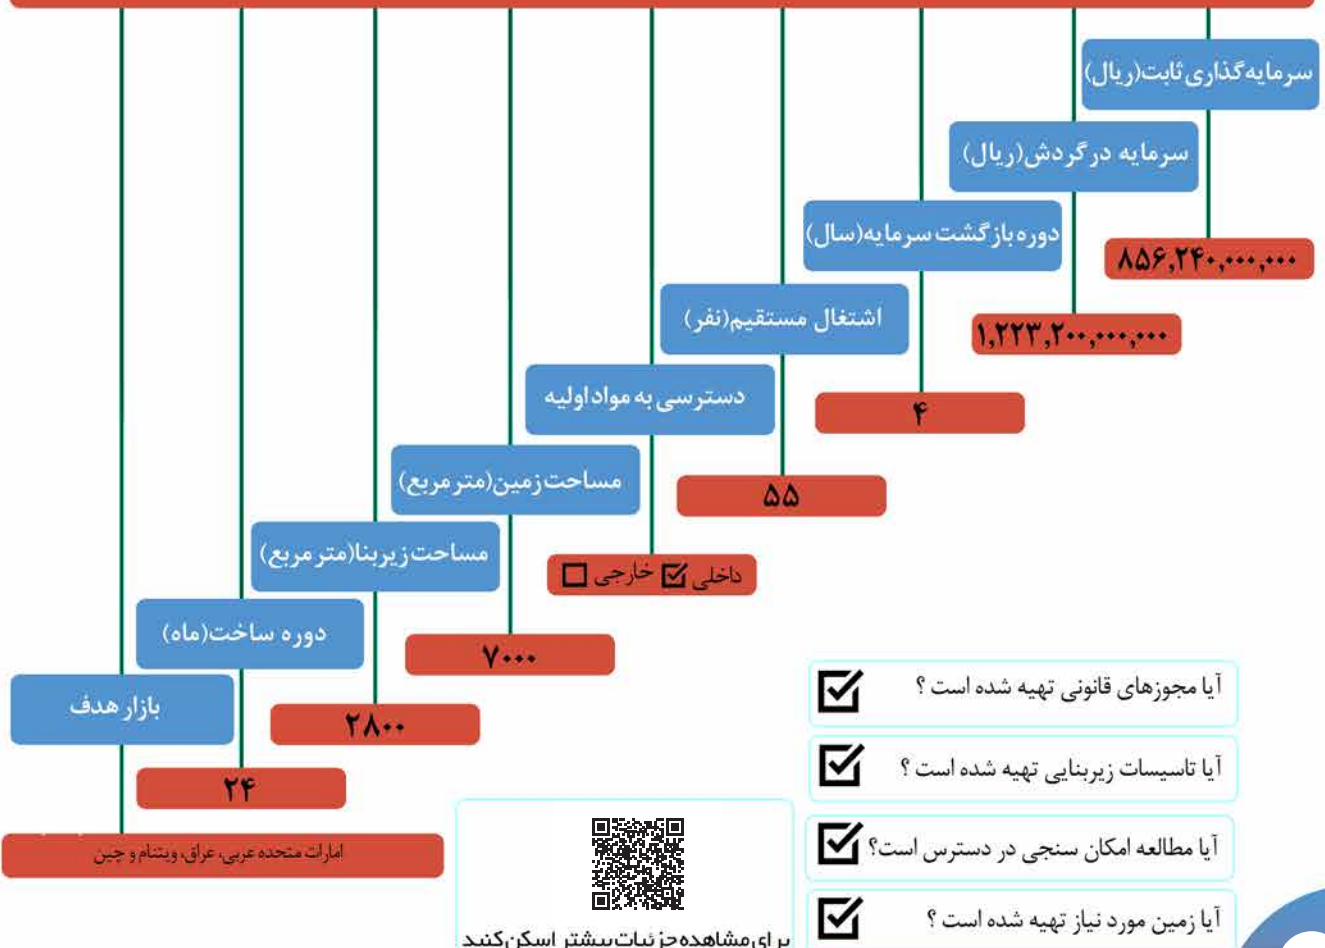 سرمایه‌گذاری ثابت(ریال)
۸۵۶,۲۴۰,۰۰۰,۰۰۰
سرمایه در گردش(ریال)
۱,۲۲۳,۲۰۰,۰۰۰,۰۰۰
دوره بازگشت سرمایه(سال)
۴
اشتغال مستقیم(نفر)
۵۵
دسترسی به مواد اولیه
داخلی ☑ خارجی ☐
مساحت زمین(متر مربع)
۷۰۰۰
مساحت زیربنا(متر مربع)
۲۸۰۰
دوره ساخت(ماه)
۲۴
بازار هدف
امارات متحده عربی، عراق، ویتنام و چین
آیا مجوزهای قانونی تهیه شده است ؟ ☑
آیا تاسیسات زیربنایی تهیه شده است ؟ ☑
آیا مطالعه امکان سنجی در دسترس است؟ ☑
آیا زمین مورد نیاز تهیه شده است ؟ ☑
برای مشاهده جزئیات بیشتر اسکن کنید